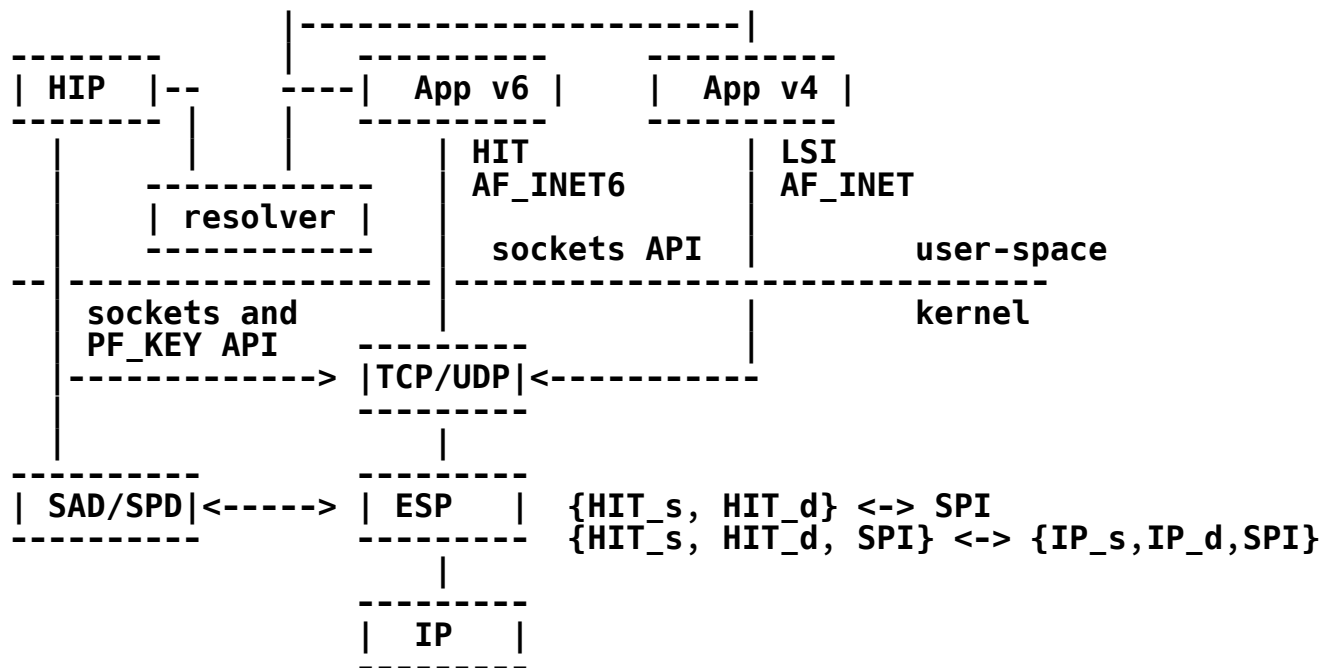 HIP App v6 App v4
HIT LSI
AF_INET6 AF_INET
resolver
sockets API user-space
sockets and kernel
PF_KEY API
TCP/UDP
SAD/SPD ESP {HIT_s, HIT_d} <-> SPI
{HIT_s, HIT_d, SPI} <-> {IP_s,IP_d,SPI}
IP